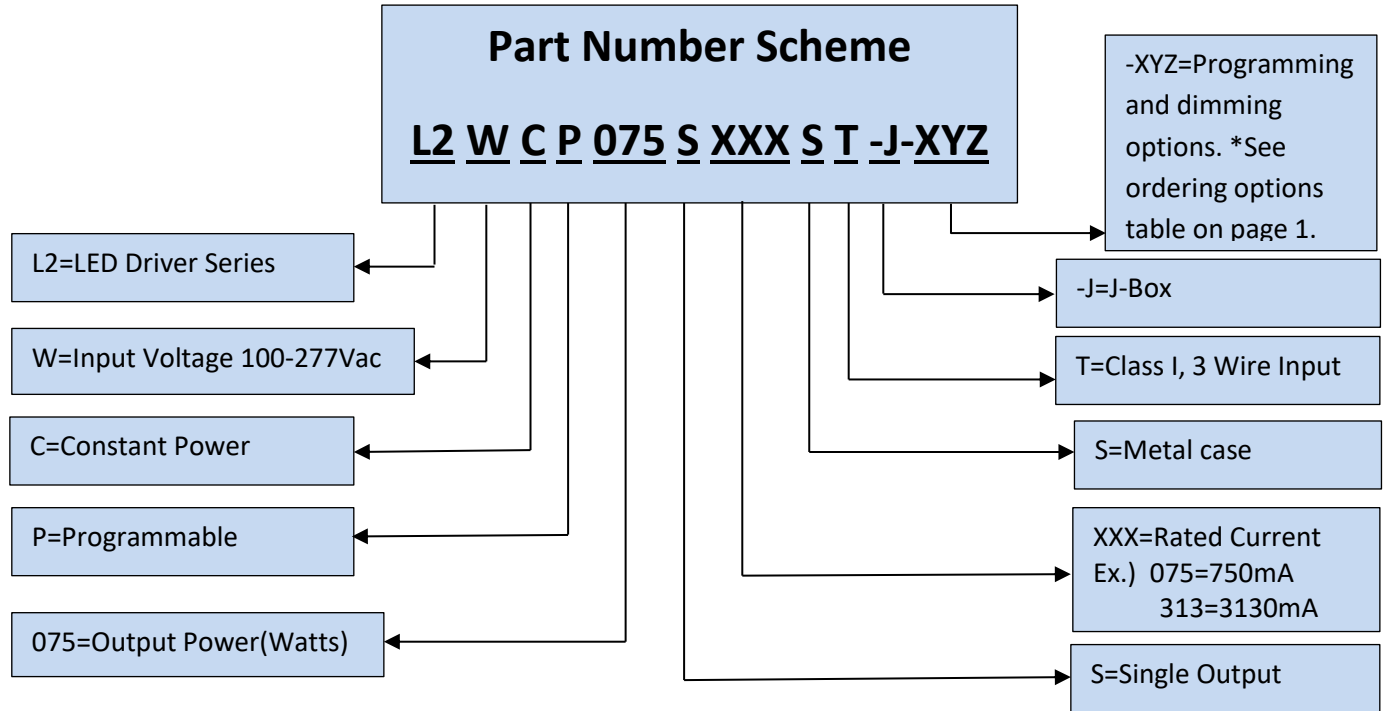 Part Number Scheme
L2 W C P 075 S XXX S T -J-XYZ
-XYZ=Programming
and dimming
options. *See
ordering options
table on page 1.
L2=LED Driver Series
-J=J-Box
W=Input Voltage 100-277Vac
T=Class I, 3 Wire Input
C=Constant Power
S=Metal case
P=Programmable
XXX=Rated Current
Ex.) 075=750mA
313=3130mA
075=Output Power(Watts)
S=Single Output